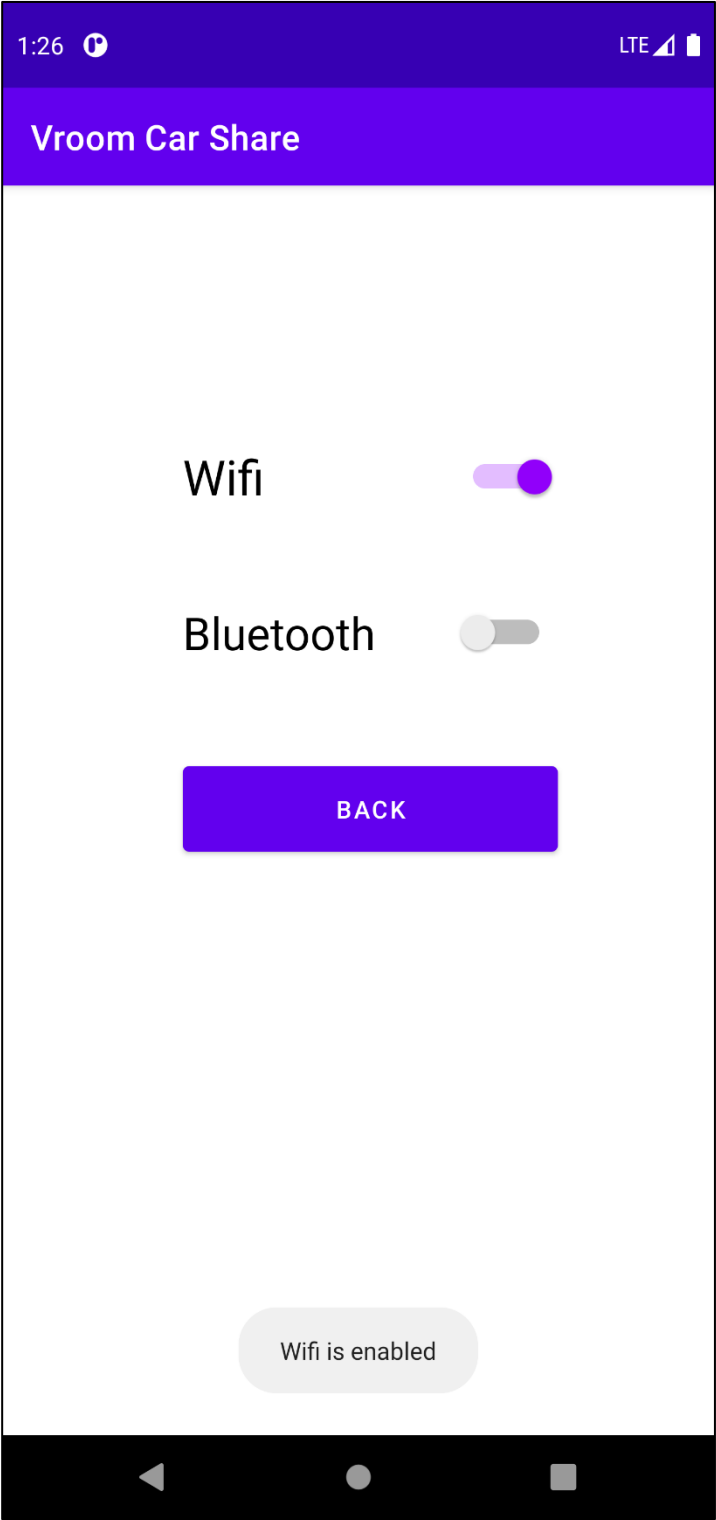 1:26 LTE
Vroom Car Share
Wifi
Bluetooth
BACK
Wifi is enabled